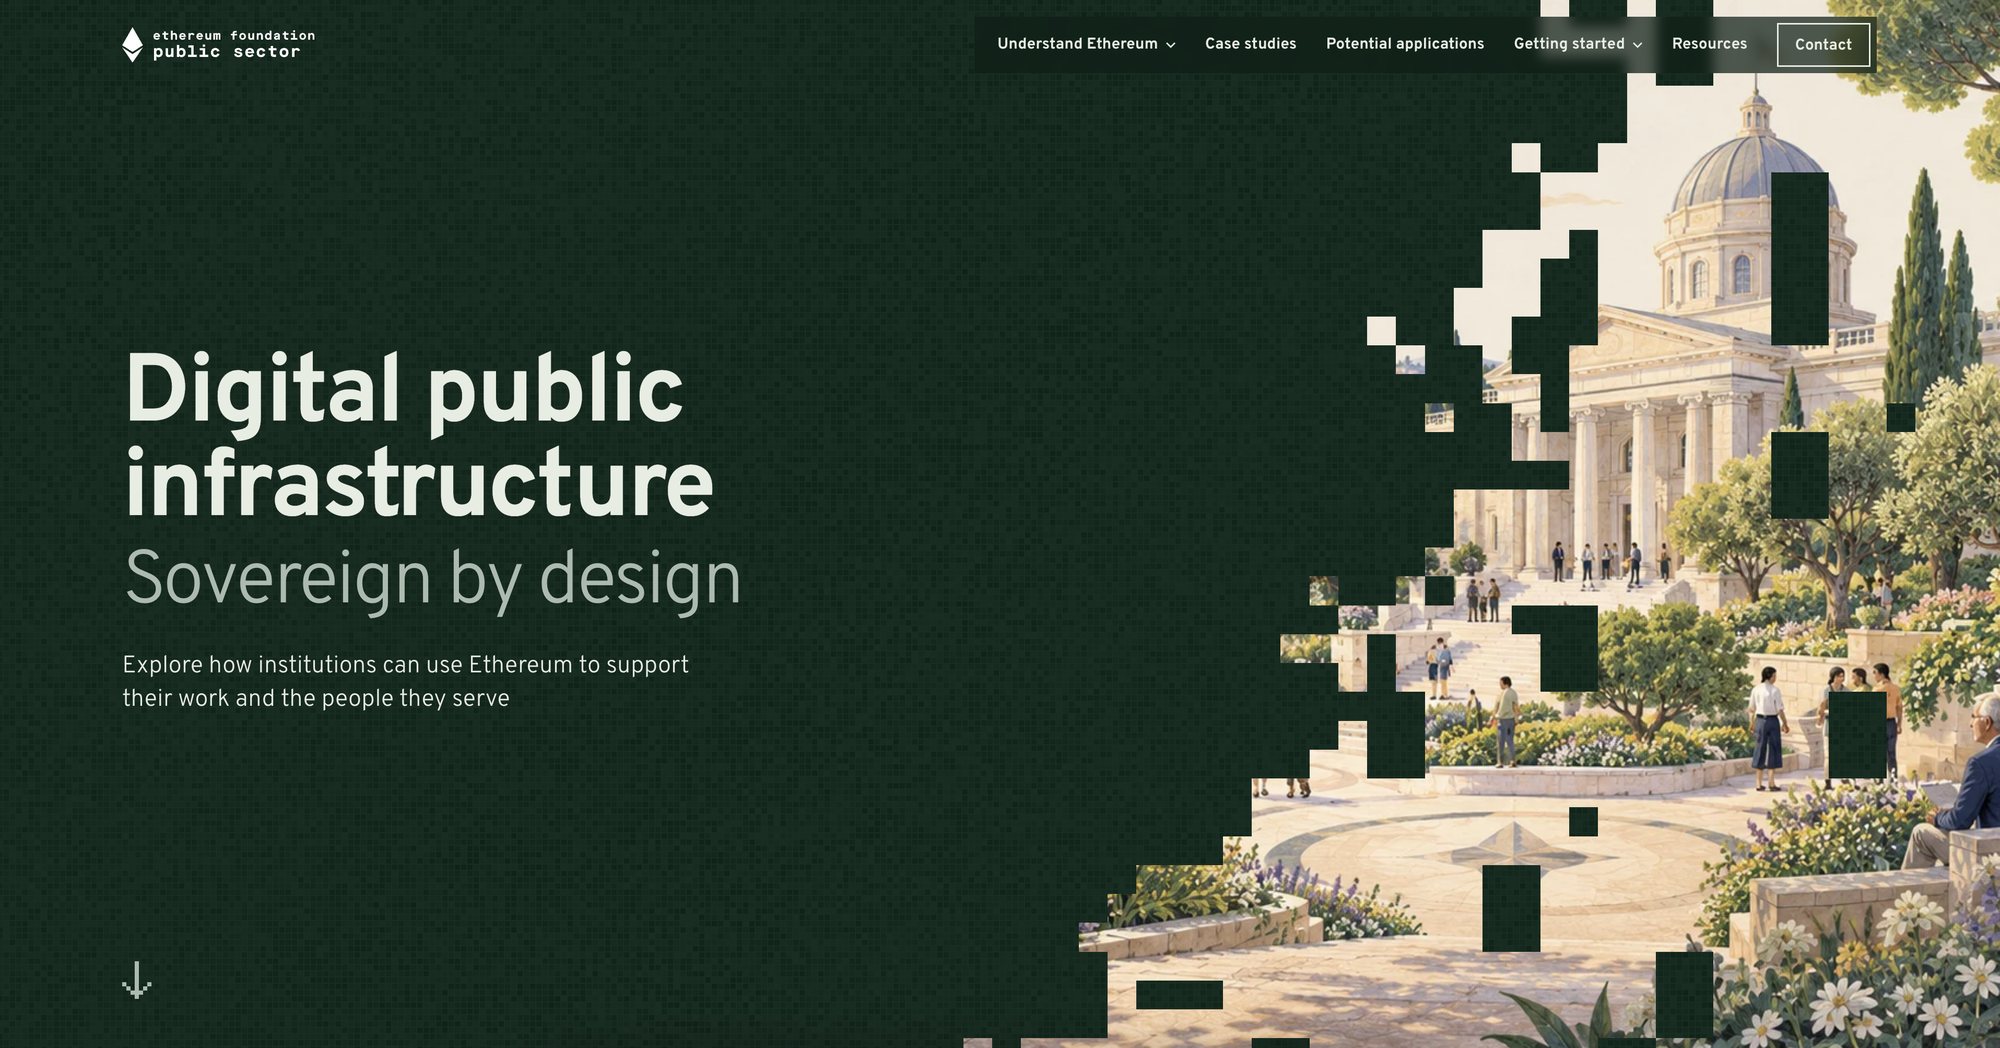 ethereum foundation
public sector
Understand Ethereum
Case studies
Potential applications
Getting started
Resources
Contact
Digital public
infrastructure
Sovereign by design
Explore how institutions can use Ethereum to support
their work and the people they serve